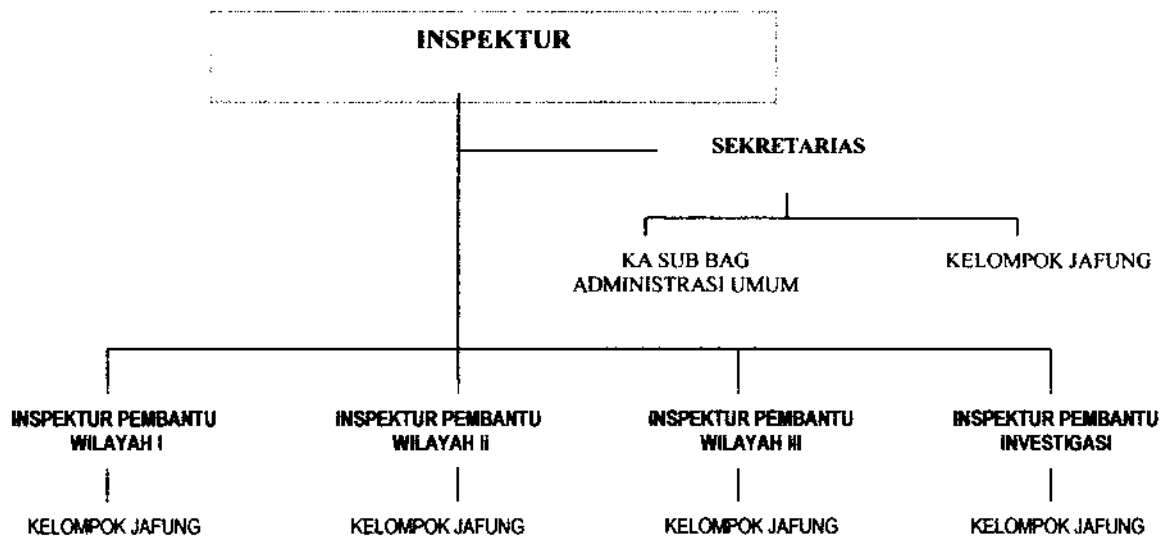 INSPEKTUR
SEKRETARIAS
KA SUB BAG
ADMINISTRASI UMUM
KELOMPOK JAFUNG
INSPEKTUR PEMBANTU
WILAYAH I
INSPEKTUR PEMBANTU
WILAYAH Ii
INSPEKTUR PEMBANTU
WILAYAH III
INSPEKTUR PEMBANTU
INVESTIGASI
KELOMPOK JAFUNG
KELOMPOK JAFUNG
KELOMPOK JAFUNG
KELOMPOK JAFUNG